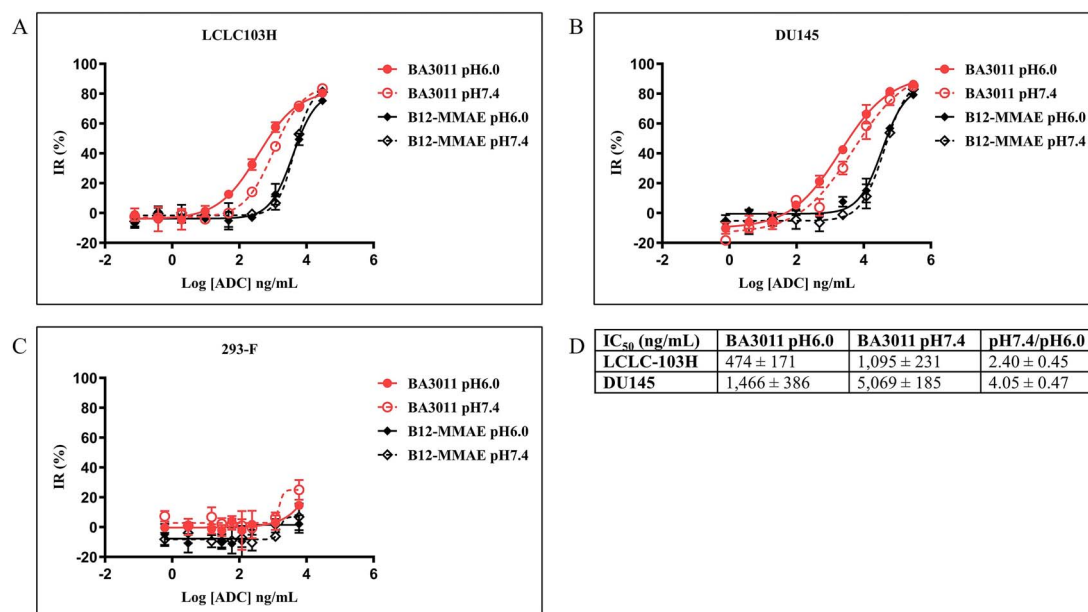 A
LCLC103H
100
80
60
40
20
0
-20
IR (%)
-2
0
2
4
6
Log [ADC] ng/mL
BA3011 pH6.0
BA3011 pH7.4
B12-MMAE pH6.0
B12-MMAE pH7.4
B
DU145
100
80
60
40
20
0
-20
IR (%)
-2
0
2
4
6
Log [ADC] ng/mL
BA3011 pH6.0
BA3011 pH7.4
B12-MMAE pH6.0
B12-MMAE pH7.4
C
293-F
100
80
60
40
20
0
-20
IR (%)
-2
0
2
4
6
Log [ADC] ng/mL
BA3011 pH6.0
BA3011 pH7.4
B12-MMAE pH6.0
B12-MMAE pH7.4
D
IC50 (ng/mL) BA3011 pH6.0 BA3011 pH7.4 pH7.4/pH6.0
LCLC-103H 474 ± 171 1,095 ± 231 2.40 ± 0.45
DU145 1,466 ± 386 5,069 ± 185 4.05 ± 0.47